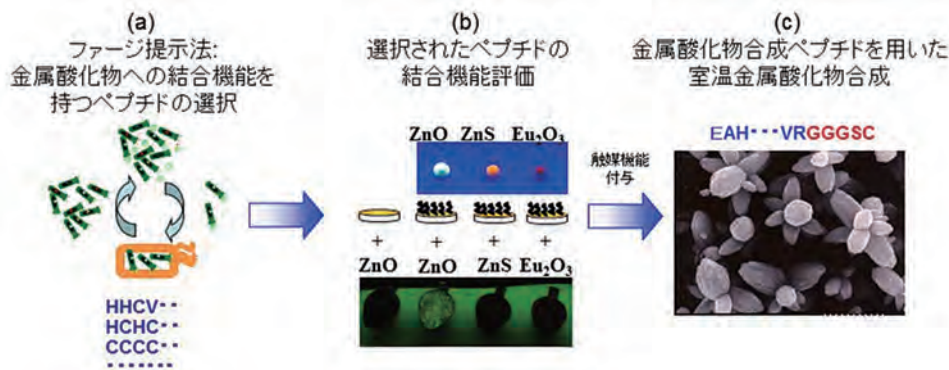 (a)
ファージ提示法:
金属酸化物への結合機能を
持つペプチドの選択
HHCV··
HCHC··
CCCC··
·······
(b)
選択されたペプチドの
結合機能評価
ZnO ZnS Eu₂O₃
+ + + +
ZnO ZnO ZnS Eu₂O₃
触媒機能
付与
(c)
金属酸化物合成ペプチドを用いた
室温金属酸化物合成
EAH···VRGGGSC